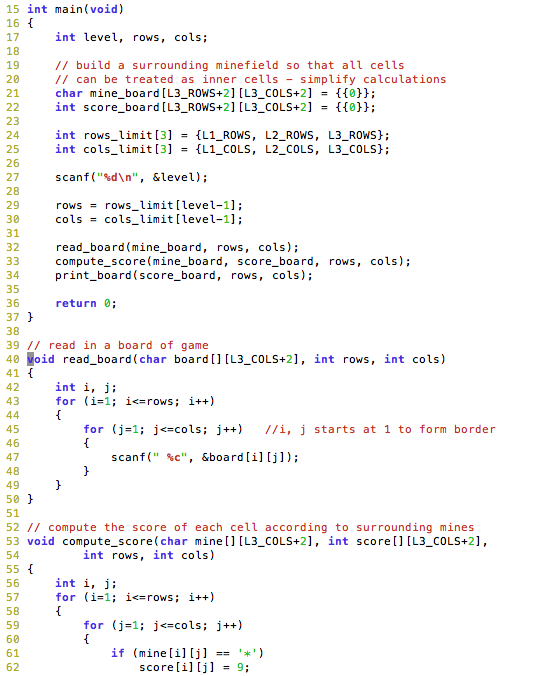 15 int main(void)
16 {
17     int level, rows, cols;
18
19     // build a surrounding minefield so that all cells
20     // can be treated as inner cells - simplify calculations
21     char mine_board[L3_ROWS+2][L3_COLS+2] = {{0}};
22     int score_board[L3_ROWS+2][L3_COLS+2] = {{0}};
23
24     int rows_limit[3] = {L1_ROWS, L2_ROWS, L3_ROWS};
25     int cols_limit[3] = {L1_COLS, L2_COLS, L3_COLS};
26
27     scanf("%d\n", &level);
28
29     rows = rows_limit[level-1];
30     cols = cols_limit[level-1];
31
32     read_board(mine_board, rows, cols);
33     compute_score(mine_board, score_board, rows, cols);
34     print_board(score_board, rows, cols);
35
36     return 0;
37 }
38
39 // read in a board of game
40 void read_board(char board[][L3_COLS+2], int rows, int cols)
41 {
42     int i, j;
43     for (i=1; i<=rows; i++)
44     {
45         for (j=1; j<=cols; j++)   //i, j starts at 1 to form border
46         {
47             scanf(" %c", &board[i][j]);
48         }
49     }
50 }
51
52 // compute the score of each cell according to surrounding mines
53 void compute_score(char mine[][L3_COLS+2], int score[][L3_COLS+2],
54         int rows, int cols)
55 {
56     int i, j;
57     for (i=1; i<=rows; i++)
58     {
59         for (j=1; j<=cols; j++)
60         {
61             if (mine[i][j] == '*')
62                 score[i][j] = 9;